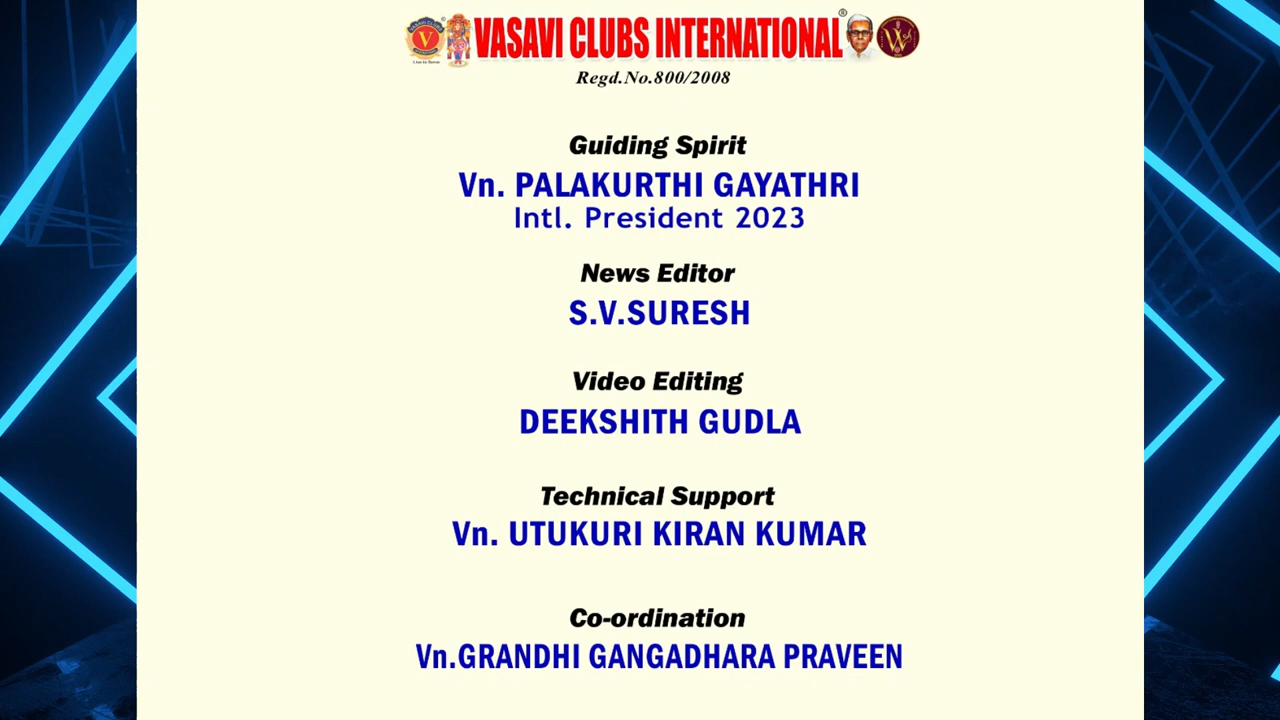 VASAVI CLUBS INTERNATIONAL®
Regd.No.800/2008
Guiding Spirit
Vn. PALAKURTHI GAYATHRI
Intl. President 2023
News Editor
S.V.SURESH
Video Editing
DEEKSHITH GUDLA
Technical Support
Vn. UTUKURI KIRAN KUMAR
Co-ordination
Vn.GRANDHI GANGADHARA PRAVEEN